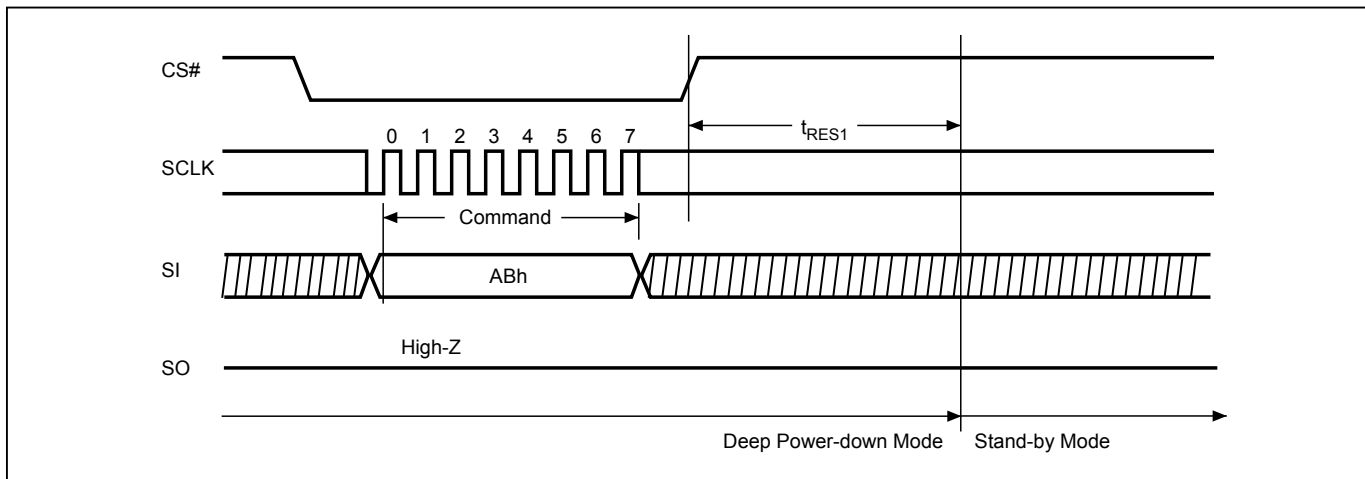 CS#
t_RES1
0 1 2 3 4 5 6 7
SCLK
Command
SI
ABh
High-Z
SO
Deep Power-down Mode
Stand-by Mode